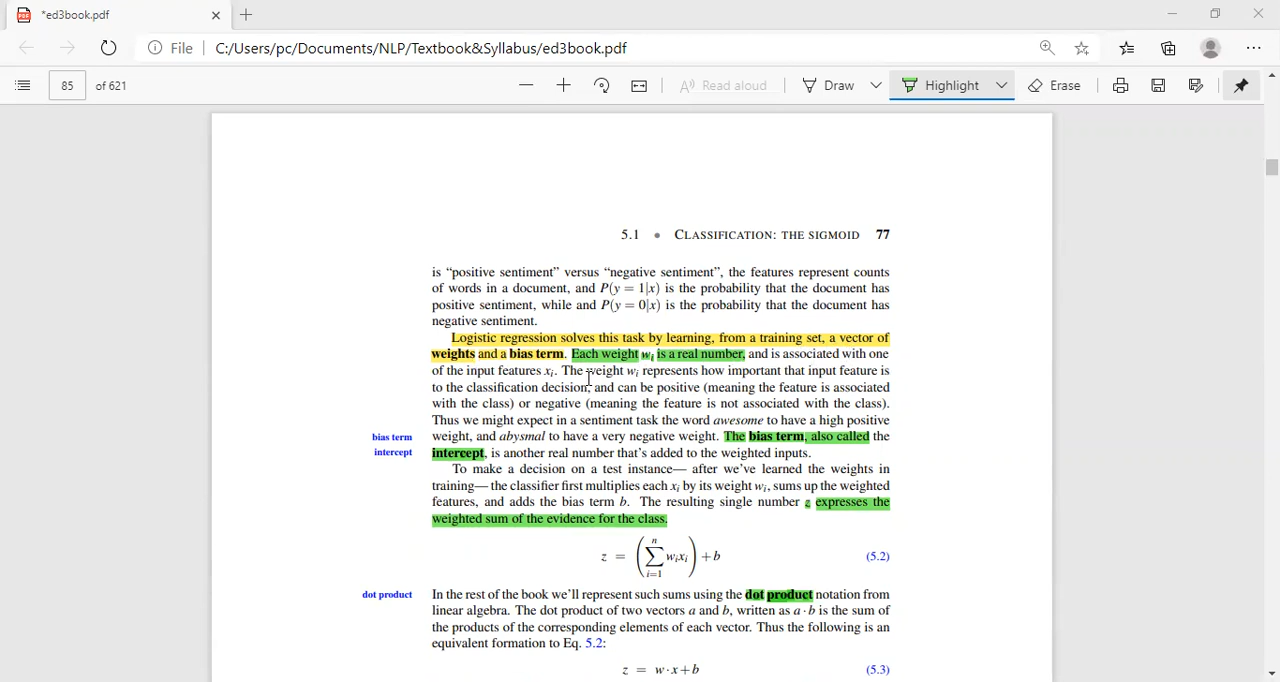 *ed3book.pdf
File C:/Users/pc/Documents/NLP/Textbook&Syllabus/ed3book.pdf
85 of 621 Read aloud Draw Highlight Erase
5.1 • CLASSIFICATION: THE SIGMOID 77
is “positive sentiment” versus “negative sentiment”, the features represent counts
of words in a document, and P(y = 1|x) is the probability that the document has
positive sentiment, while and P(y = 0|x) is the probability that the document has
negative sentiment.
Logistic regression solves this task by learning, from a training set, a vector of
weights and a bias term. Each weight wᵢ is a real number, and is associated with one
of the input features xᵢ. The weight wᵢ represents how important that input feature is
to the classification decision, and can be positive (meaning the feature is associated
with the class) or negative (meaning the feature is not associated with the class).
Thus we might expect in a sentiment task the word awesome to have a high positive
bias term weight, and abysmal to have a very negative weight. The bias term, also called the
intercept intercept, is another real number that’s added to the weighted inputs.
To make a decision on a test instance— after we’ve learned the weights in
training— the classifier first multiplies each xᵢ by its weight wᵢ, sums up the weighted
features, and adds the bias term b. The resulting single number z expresses the
weighted sum of the evidence for the class.
z = (∑ⁿᵢ₌₁ wᵢxᵢ) + b (5.2)
dot product In the rest of the book we’ll represent such sums using the dot product notation from
linear algebra. The dot product of two vectors a and b, written as a · b is the sum of
the products of the corresponding elements of each vector. Thus the following is an
equivalent formation to Eq. 5.2:
z = w · x + b (5.3)